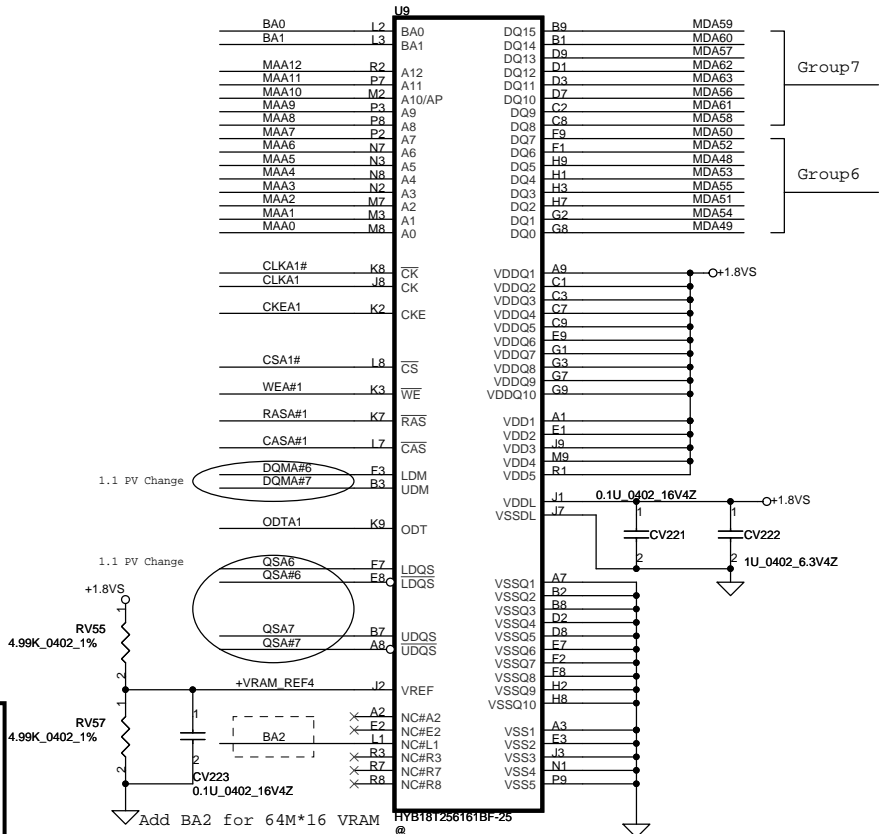 U9
BA0 L2 BA0 DQ15 B9 MDA59
BA1 L3 BA1 DQ14 B1 MDA60
DQ13 D9 MDA57
MAA12 R2 A12 DQ12 D1 MDA62
MAA11 P7 A11 DQ11 D3 MDA63
MAA10 M2 A10/AP DQ10 D7 MDA56
MAA9 P3 A9 DQ9 C2 MDA61
MAA8 P8 A8 DQ8 C8 MDA58
Group7
MAA7 P2 A7 DQ7 F9 MDA50
MAA6 N7 A6 DQ6 F1 MDA52
MAA5 N3 A5 DQ5 H9 MDA48
MAA4 N8 A4 DQ4 H1 MDA53
MAA3 N2 A3 DQ3 H3 MDA55
MAA2 M7 A2 DQ2 H7 MDA51
MAA1 M3 A1 DQ1 G2 MDA54
MAA0 M8 A0 DQ0 G8 MDA49
Group6
CLKA1# K8 CK VDDQ1 A9 +1.8VS
CLKA1 J8 CK VDDQ2 C1
VDDQ3 C3
CKEA1 K2 CKE VDDQ4 C7
VDDQ5 C9
VDDQ6 E9
VDDQ7 G1
CSA1# L8 CS VDDQ8 G3
VDDQ9 G7
WEA#1 K3 WE VDDQ10 G9
RASA#1 K7 RAS VDD1 A1
VDD2 E1
CASA#1 L7 CAS VDD3 J9
VDD4 M9
1.1 PV Change DQMA#6 F3 LDM VDD5 R1
DQMA#7 B3 UDM
VDDL J1 0.1U_0402_16V4Z +1.8VS
VSSDL J7
ODTA1 K9 ODT
1 CV221 2
1 CV222 2
1U_0402_6.3V4Z
1.1 PV Change
QSA6 F7 LDQS VSSQ1 A7
QSA#6 E8 LDQS VSSQ2 B2
VSSQ3 B8
VSSQ4 D2
VSSQ5 D8
QSA7 B7 UDQS VSSQ6 E7
QSA#7 A8 UDQS VSSQ7 F2
VSSQ8 F8
+VRAM_REF4 J2 VREF VSSQ9 H2
VSSQ10 H8
+1.8VS
1
RV55
4.99K_0402_1%
2
1
RV57
4.99K_0402_1%
2
1
2
CV223
0.1U_0402_16V4Z
A2 NC#A2 VSS1 A3
E2 NC#E2 VSS2 E3
BA2 L1 NC#L1 VSS3 J3
R3 NC#R3 VSS4 N1
R7 NC#R7 VSS5 P9
R8 NC#R8
Add BA2 for 64M*16 VRAM
HYB18T256161BF-25
@